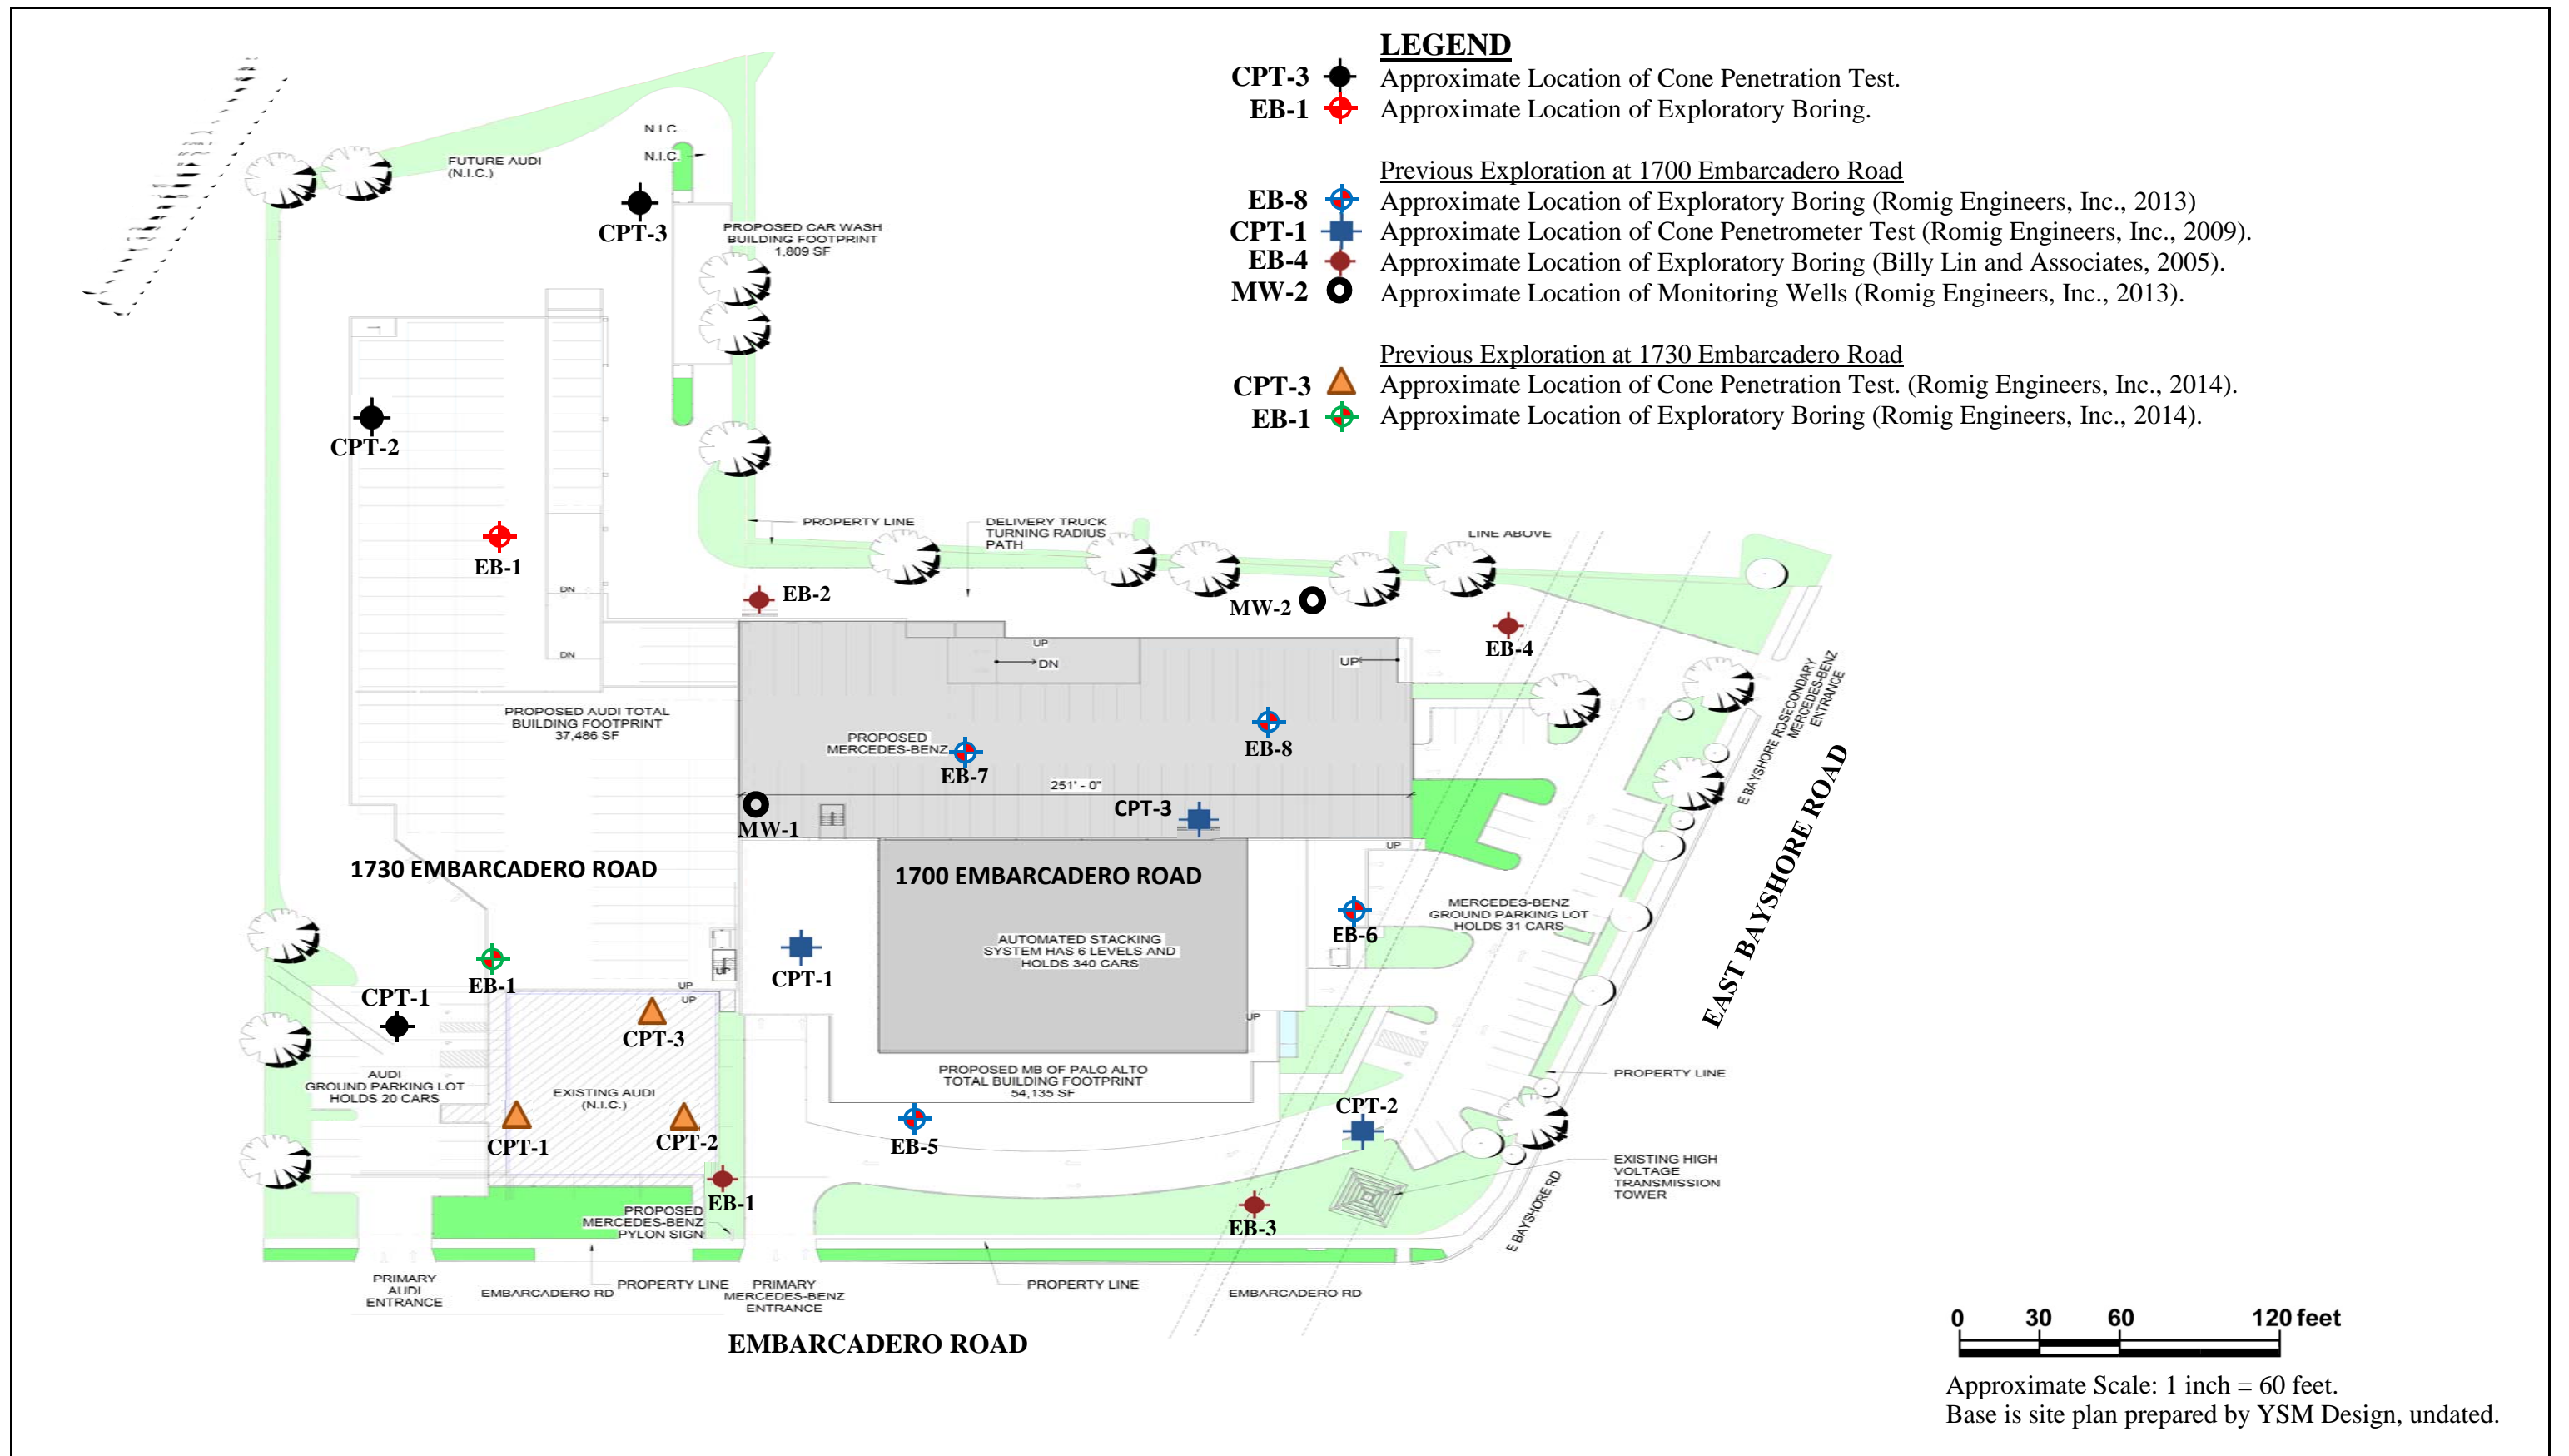 LEGEND
CPT-3 Approximate Location of Cone Penetration Test.
EB-1 Approximate Location of Exploratory Boring.
Previous Exploration at 1700 Embarcadero Road
EB-8 Approximate Location of Exploratory Boring (Romig Engineers, Inc., 2013)
CPT-1 Approximate Location of Cone Penetrometer Test (Romig Engineers, Inc., 2009).
EB-4 Approximate Location of Exploratory Boring (Billy Lin and Associates, 2005).
MW-2 Approximate Location of Monitoring Wells (Romig Engineers, Inc., 2013).
Previous Exploration at 1730 Embarcadero Road
CPT-3 Approximate Location of Cone Penetration Test. (Romig Engineers, Inc., 2014).
EB-1 Approximate Location of Exploratory Boring (Romig Engineers, Inc., 2014).
N.I.C.
N.I.C.
FUTURE AUDI
(N.I.C.)
CPT-3
PROPOSED CAR WASH
BUILDING FOOTPRINT
1,809 SF
CPT-2
EB-1
PROPERTY LINE
DELIVERY TRUCK
TURNING RADIUS
PATH
LINE ABOVE
DN
EB-2
MW-2
EB-4
DN
UP
DN
UP
PROPOSED AUDI TOTAL
BUILDING FOOTPRINT
37,486 SF
PROPOSED
MERCEDES-BENZ
EB-7
EB-8
251' - 0"
MW-1
CPT-3
E BAYSHORE RD
SECONDARY
MERCEDES-BENZ
ENTRANCE
EAST BAYSHORE ROAD
UP
1730 EMBARCADERO ROAD
1700 EMBARCADERO ROAD
MERCEDES-BENZ
GROUND PARKING LOT
HOLDS 31 CARS
EB-6
AUTOMATED STACKING
SYSTEM HAS 6 LEVELS AND
HOLDS 340 CARS
UP
CPT-1
EB-1
UP
UP
CPT-1
CPT-3
UP
AUDI
GROUND PARKING LOT
HOLDS 20 CARS
EXISTING AUDI
(N.I.C.)
CPT-1
CPT-2
PROPOSED MB OF PALO ALTO
TOTAL BUILDING FOOTPRINT
54,135 SF
EB-5
CPT-2
PROPERTY LINE
EXISTING HIGH
VOLTAGE
TRANSMISSION
TOWER
EB-1
PROPOSED
MERCEDES-BENZ
PYLON SIGN
EB-3
E BAYSHORE RD
PRIMARY
AUDI
ENTRANCE
EMBARCADERO RD
PROPERTY LINE
PRIMARY
MERCEDES-BENZ
ENTRANCE
PROPERTY LINE
EMBARCADERO RD
EMBARCADERO ROAD
0 30 60 120 feet
Approximate Scale: 1 inch = 60 feet.
Base is site plan prepared by YSM Design, undated.